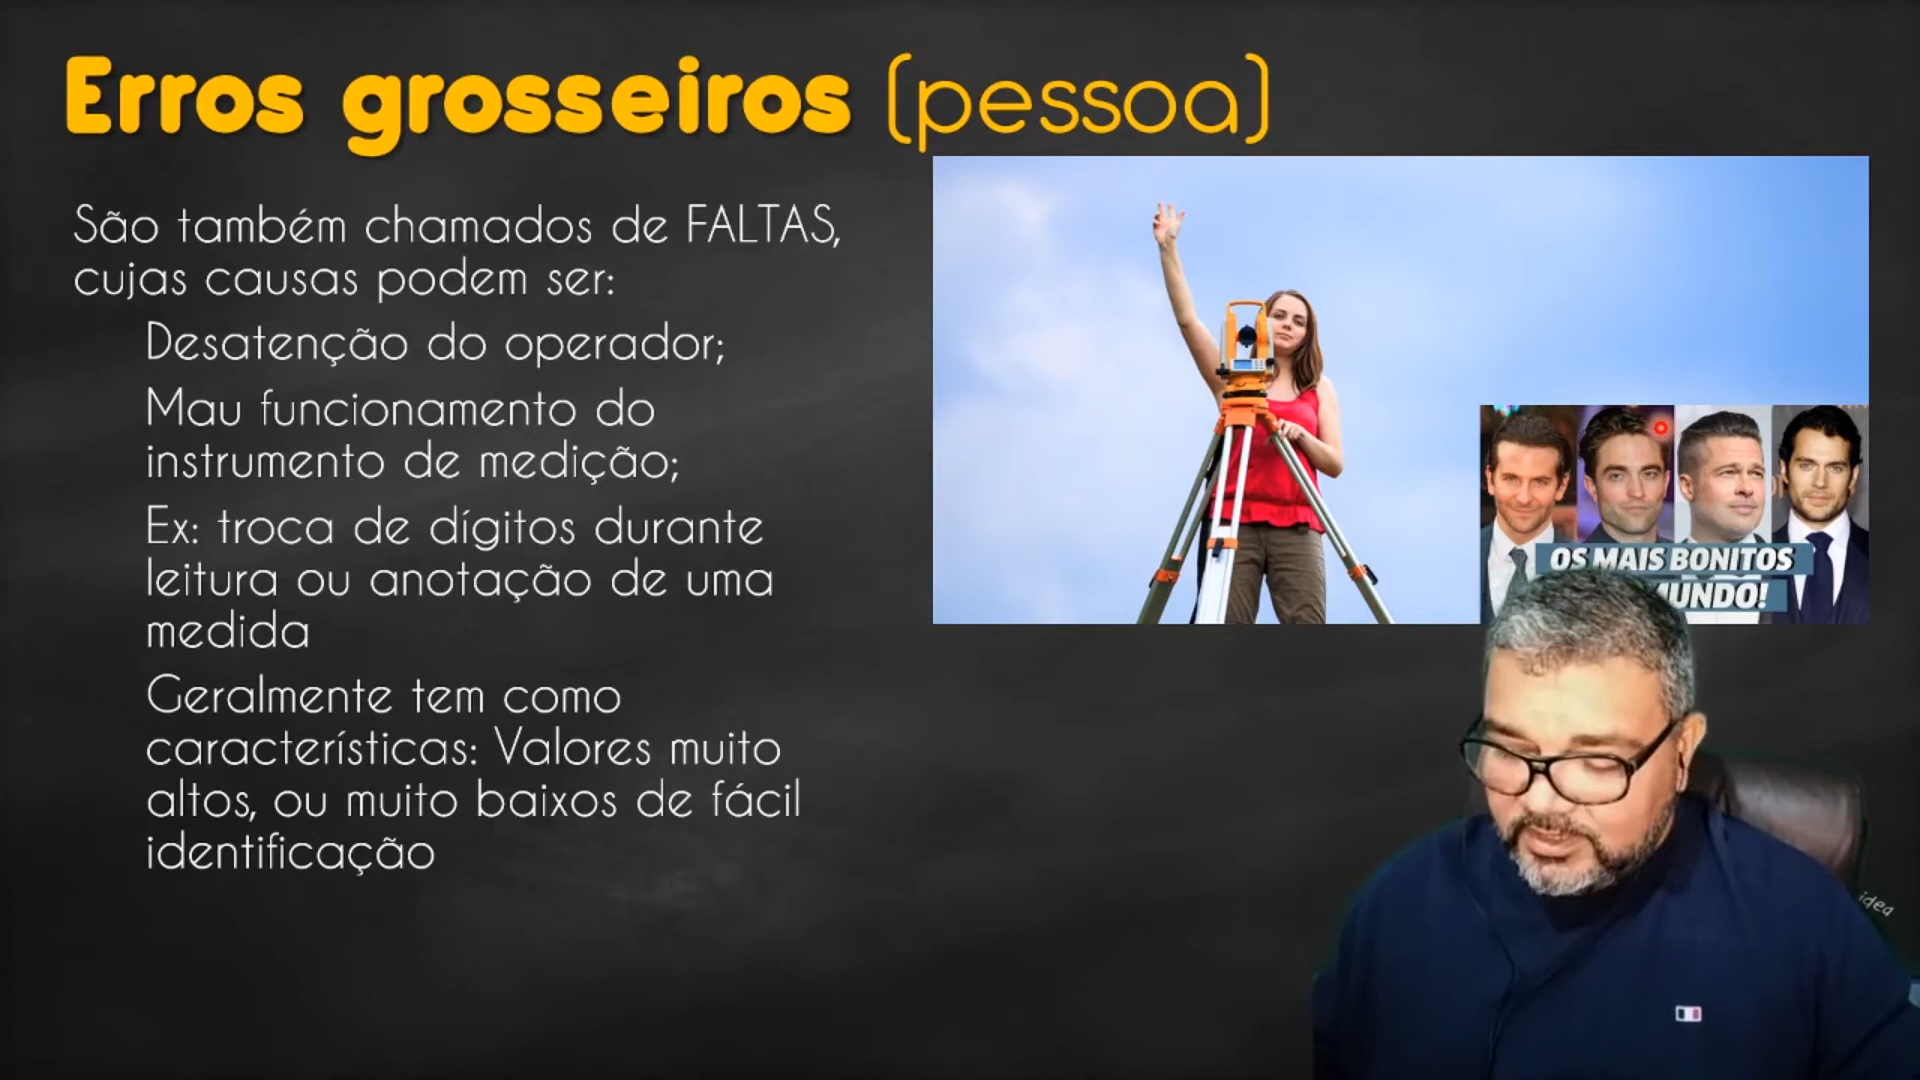 Erros grosseiros (pessoa)
São também chamados de FALTAS,
cujas causas podem ser:
Desatenção do operador;
Mau funcionamento do
instrumento de medição;
Ex: troca de dígitos durante
leitura ou anotação de uma
medida
Geralmente tem como
características: Valores muito
altos, ou muito baixos de fácil
identificação
OS MAIS BONITOS
MUNDO!
idea